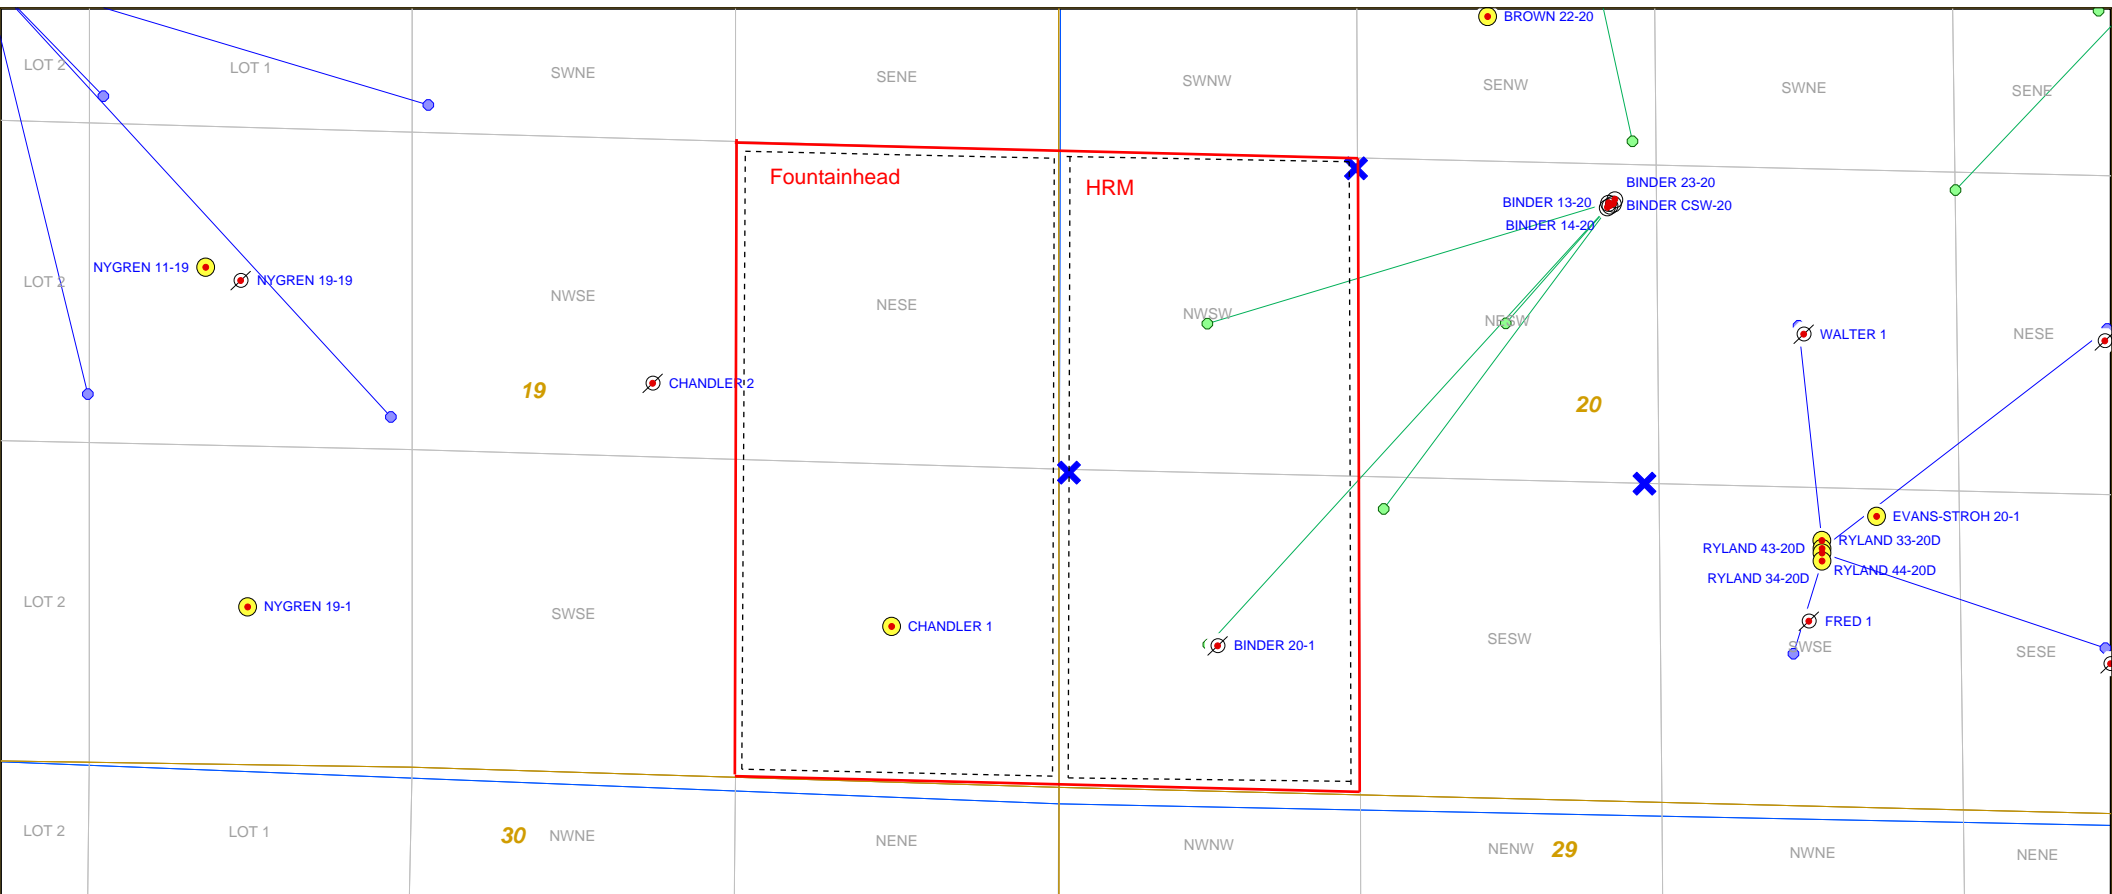 BROWN 22-20
LOT 2
LOT 1
SWNE
SENE
SWNW
SENW
SWNE
SENE
Fountainhead
HRM
BINDER 23-20
BINDER 13-20
BINDER CSW-20
BINDER 14-20
NYGREN 11-19
NYGREN 19-19
LOT 2
NWSE
NESE
NWSW
NESW
WALTER 1
NESE
CHANDLER 2
19
20
EVANS-STROH 20-1
RYLAND 33-20D
RYLAND 43-20D
RYLAND 44-20D
RYLAND 34-20D
LOT 2
NYGREN 19-1
SWSE
CHANDLER 1
BINDER 20-1
SESW
FRED 1
SWSE
SESE
LOT 2
LOT 1
30
NWNE
NENE
NWNW
NENW
29
NWNE
NENE